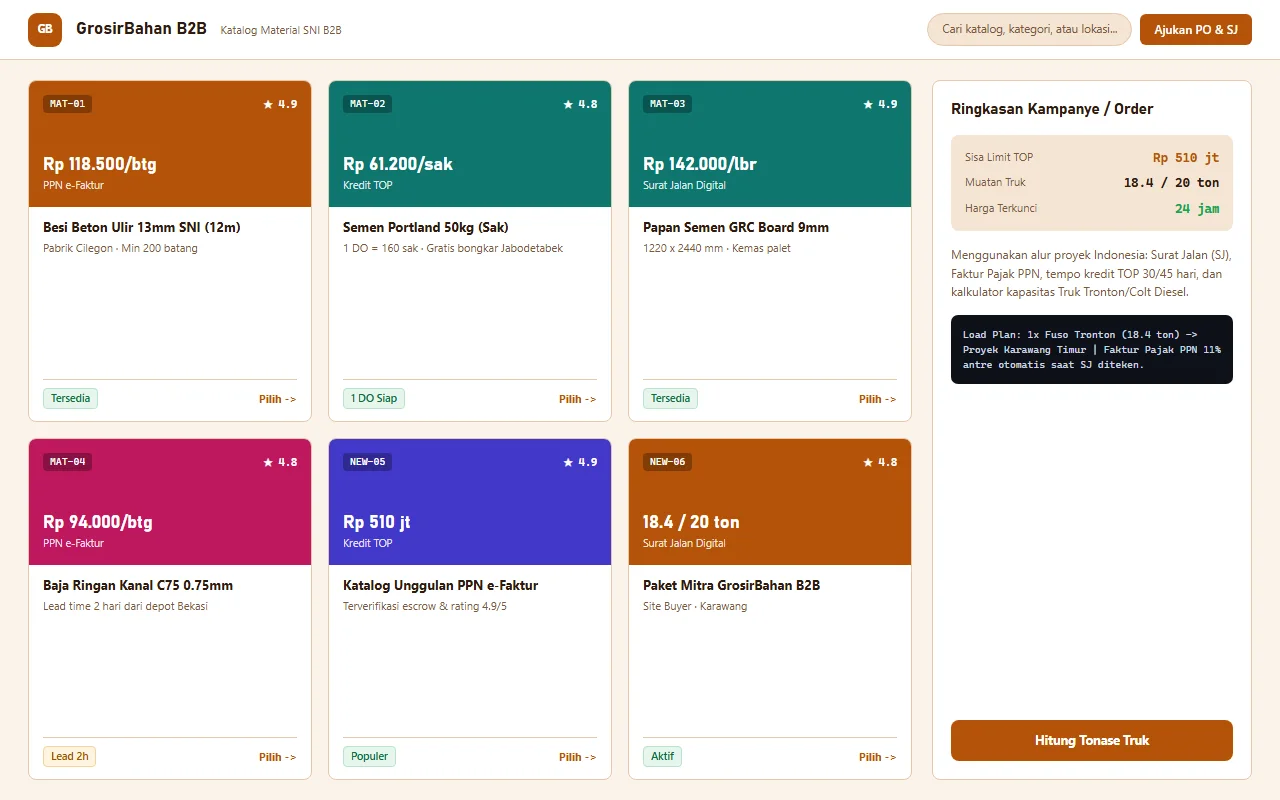 GB
GrosirBahan B2B
Katalog Material SNI B2B
Cari katalog, kategori, atau lokasi...
Ajukan PO & SJ
MAT-01
★ 4.9
Rp 118.500/btg
PPN e-Faktur
Besi Beton Ulir 13mm SNI (12m)
Pabrik Cilegon · Min 200 batang
Tersedia
Pilih ->
MAT-02
★ 4.8
Rp 61.200/sak
Kredit TOP
Semen Portland 50kg (Sak)
1 DO = 160 sak · Gratis bongkar Jabodetabek
1 DO Siap
Pilih ->
MAT-03
★ 4.9
Rp 142.000/lbr
Surat Jalan Digital
Papan Semen GRC Board 9mm
1220 x 2440 mm · Kemas palet
Tersedia
Pilih ->
MAT-04
★ 4.8
Rp 94.000/btg
PPN e-Faktur
Baja Ringan Kanal C75 0.75mm
Lead time 2 hari dari depot Bekasi
Lead 2h
Pilih ->
NEW-05
★ 4.9
Rp 510 jt
Kredit TOP
Katalog Unggulan PPN e-Faktur
Terverifikasi escrow & rating 4.9/5
Populer
Pilih ->
NEW-06
★ 4.8
18.4 / 20 ton
Surat Jalan Digital
Paket Mitra GrosirBahan B2B
Site Buyer · Karawang
Aktif
Pilih ->
Ringkasan Kampanye / Order
Sisa Limit TOP
Rp 510 jt
Muatan Truk
18.4 / 20 ton
Harga Terkunci
24 jam
Menggunakan alur proyek Indonesia: Surat Jalan (SJ),
Faktur Pajak PPN, tempo kredit TOP 30/45 hari, dan
kalkulator kapasitas Truk Tronton/Colt Diesel.
Load Plan: 1x Fuso Tronton (18.4 ton) ->
Proyek Karawang Timur | Faktur Pajak PPN 11%
antre otomatis saat SJ diteken.
Hitung Tonase Truk